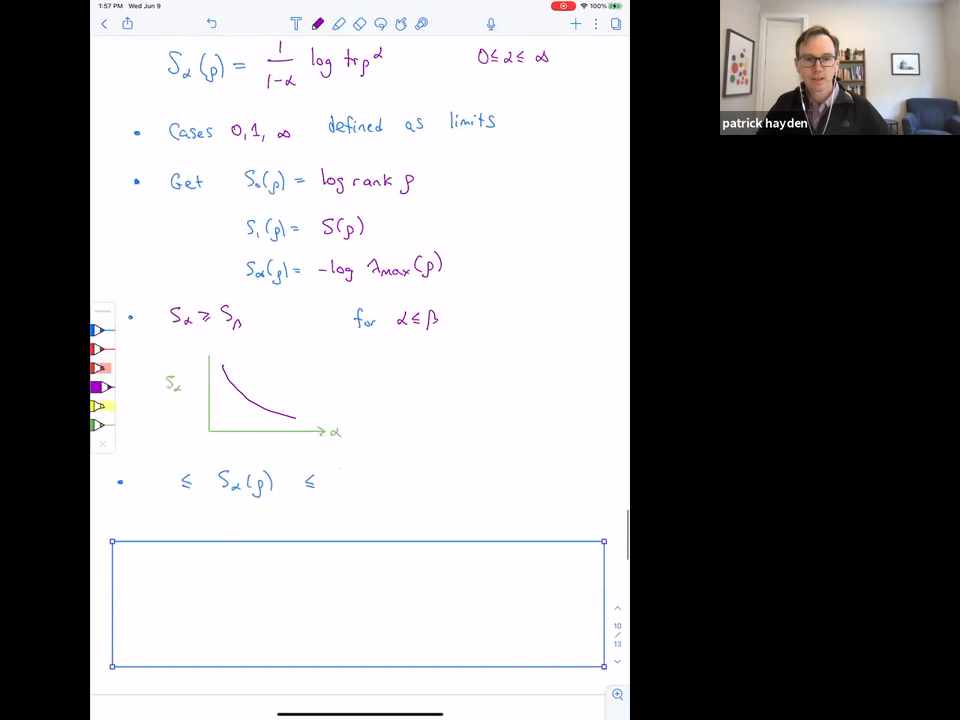 1:57 PM Wed Jun 9
100%
S_α(ρ) = 1/(1-α) log tr ρ^α 0 ≤ α ≤ ∞
• Cases 0, 1, ∞ defined as limits
• Get S_0(ρ) = log rank ρ
S_1(ρ) = S(ρ)
S_∞(ρ) = -log λ_max(ρ)
• S_α ≥ S_β for α ≤ β
S_α
α
• ≤ S_α(ρ) ≤
10
/
13
patrick hayden